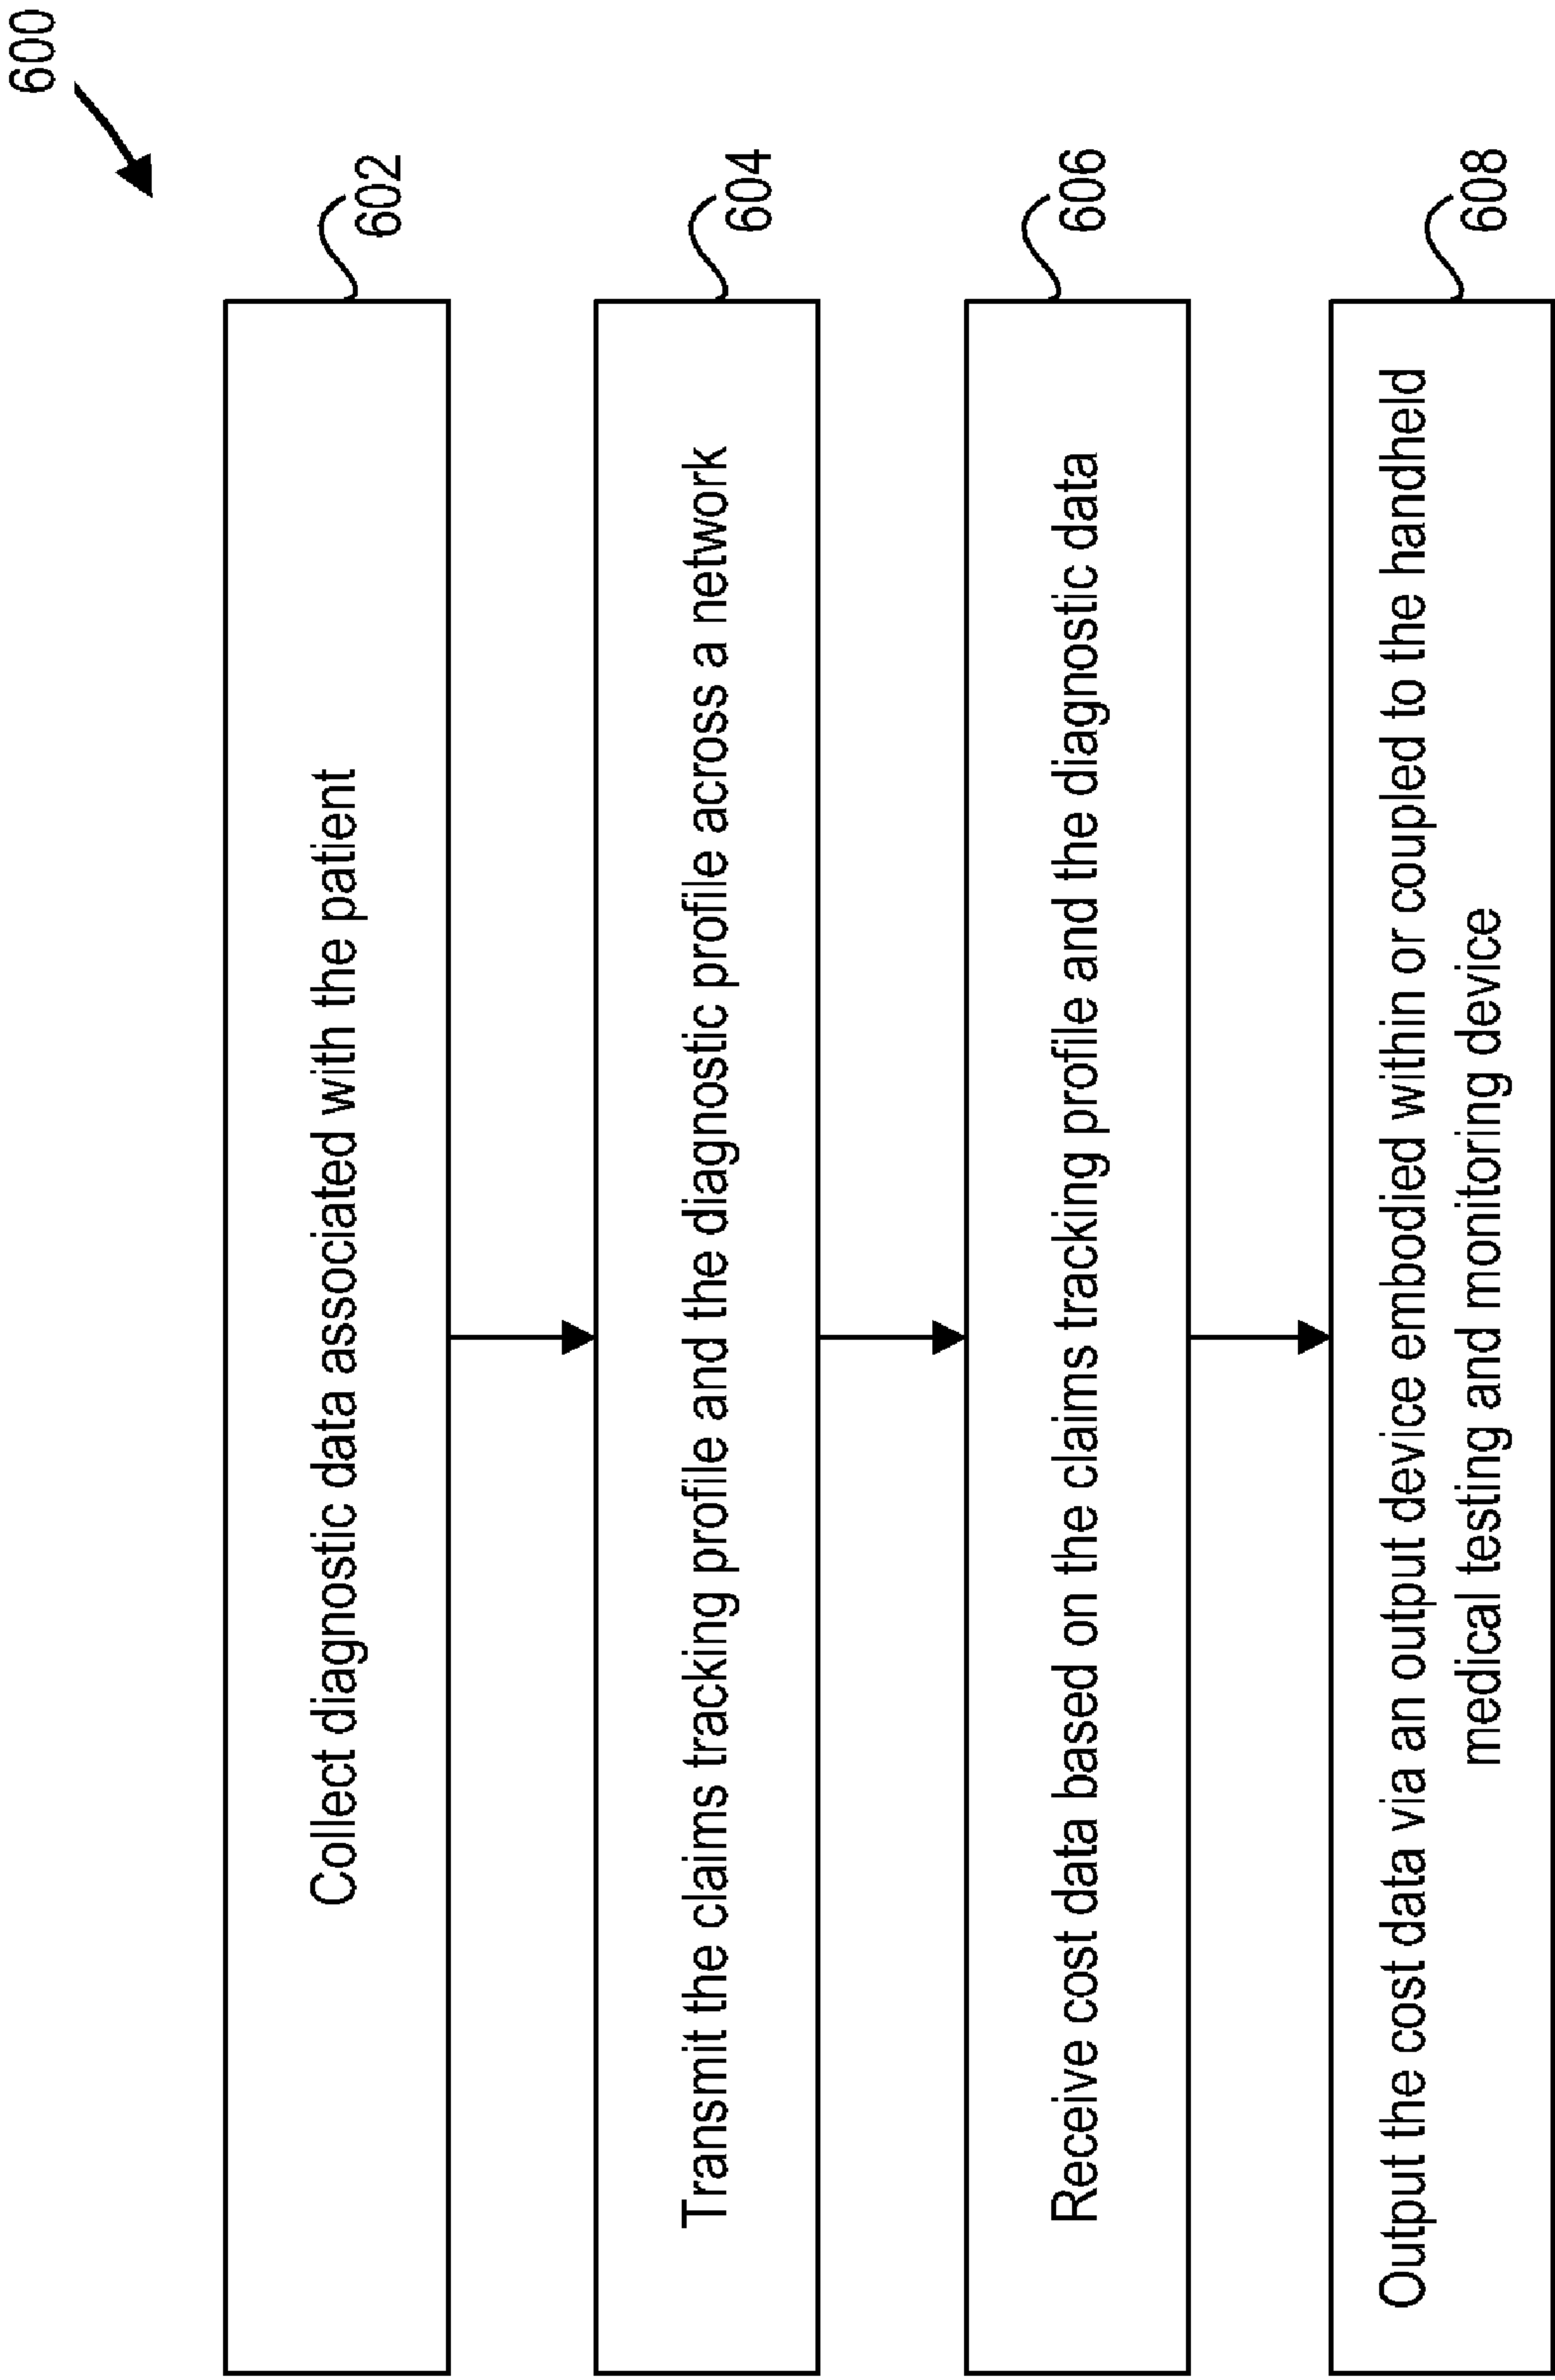 600
Collect diagnostic data associated with the patient
602
Transmit the claims tracking profile and the diagnostic profile across a network
604
Receive cost data based on the claims tracking profile and the diagnostic data
606
Output the cost data via an output device embodied within or coupled to the handheld
medical testing and monitoring device
608